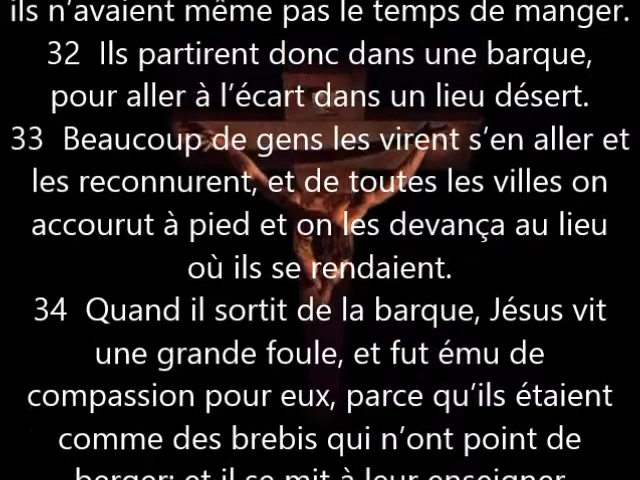 ils n’avaient même pas le temps de manger.
32  Ils partirent donc dans une barque,
pour aller à l’écart dans un lieu désert.
33  Beaucoup de gens les virent s’en aller et
les reconnurent, et de toutes les villes on
accourut à pied et on les devança au lieu
où ils se rendaient.
34  Quand il sortit de la barque, Jésus vit
une grande foule, et fut ému de
compassion pour eux, parce qu’ils étaient
comme des brebis qui n’ont point de
berger; et il se mit à leur enseigner